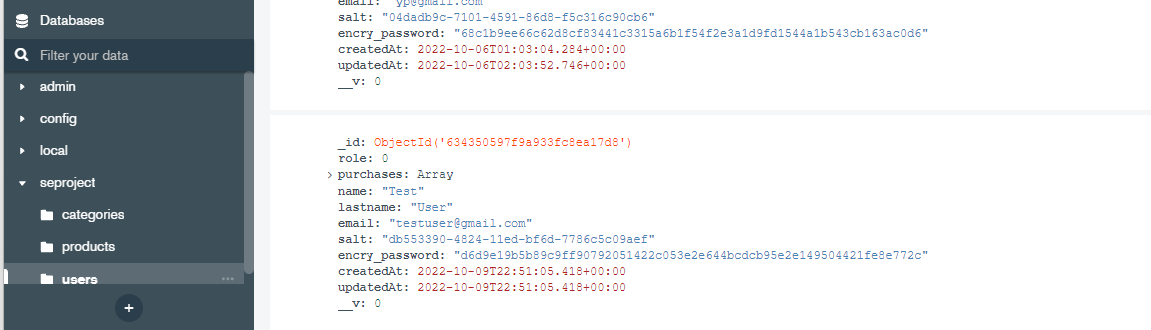 Databases
Filter your data
admin
config
local
seproject
categories
products
users
email: "yp@gmail.com"
salt: "04dadb9c-7101-4591-86d8-f5c316c90cb6"
encry_password: "68c1b9ee66c62d8cf83441c3315a6b1f54f2e3a1d9fd1544a1b543cb163ac0d6"
createdAt: 2022-10-06T01:03:04.284+00:00
updatedAt: 2022-10-06T02:03:52.746+00:00
__v: 0
_id: ObjectId('634350597f9a933fc8ea17d8')
role: 0
purchases: Array
name: "Test"
lastname: "User"
email: "testuser@gmail.com"
salt: "db553390-4824-11ed-bf6d-7786c5c09aef"
encry_password: "d6d9e19b5b89c9ff90792051422c053e2e644bcdcb95e2e149504421fe8e772c"
createdAt: 2022-10-09T22:51:05.418+00:00
updatedAt: 2022-10-09T22:51:05.418+00:00
__v: 0